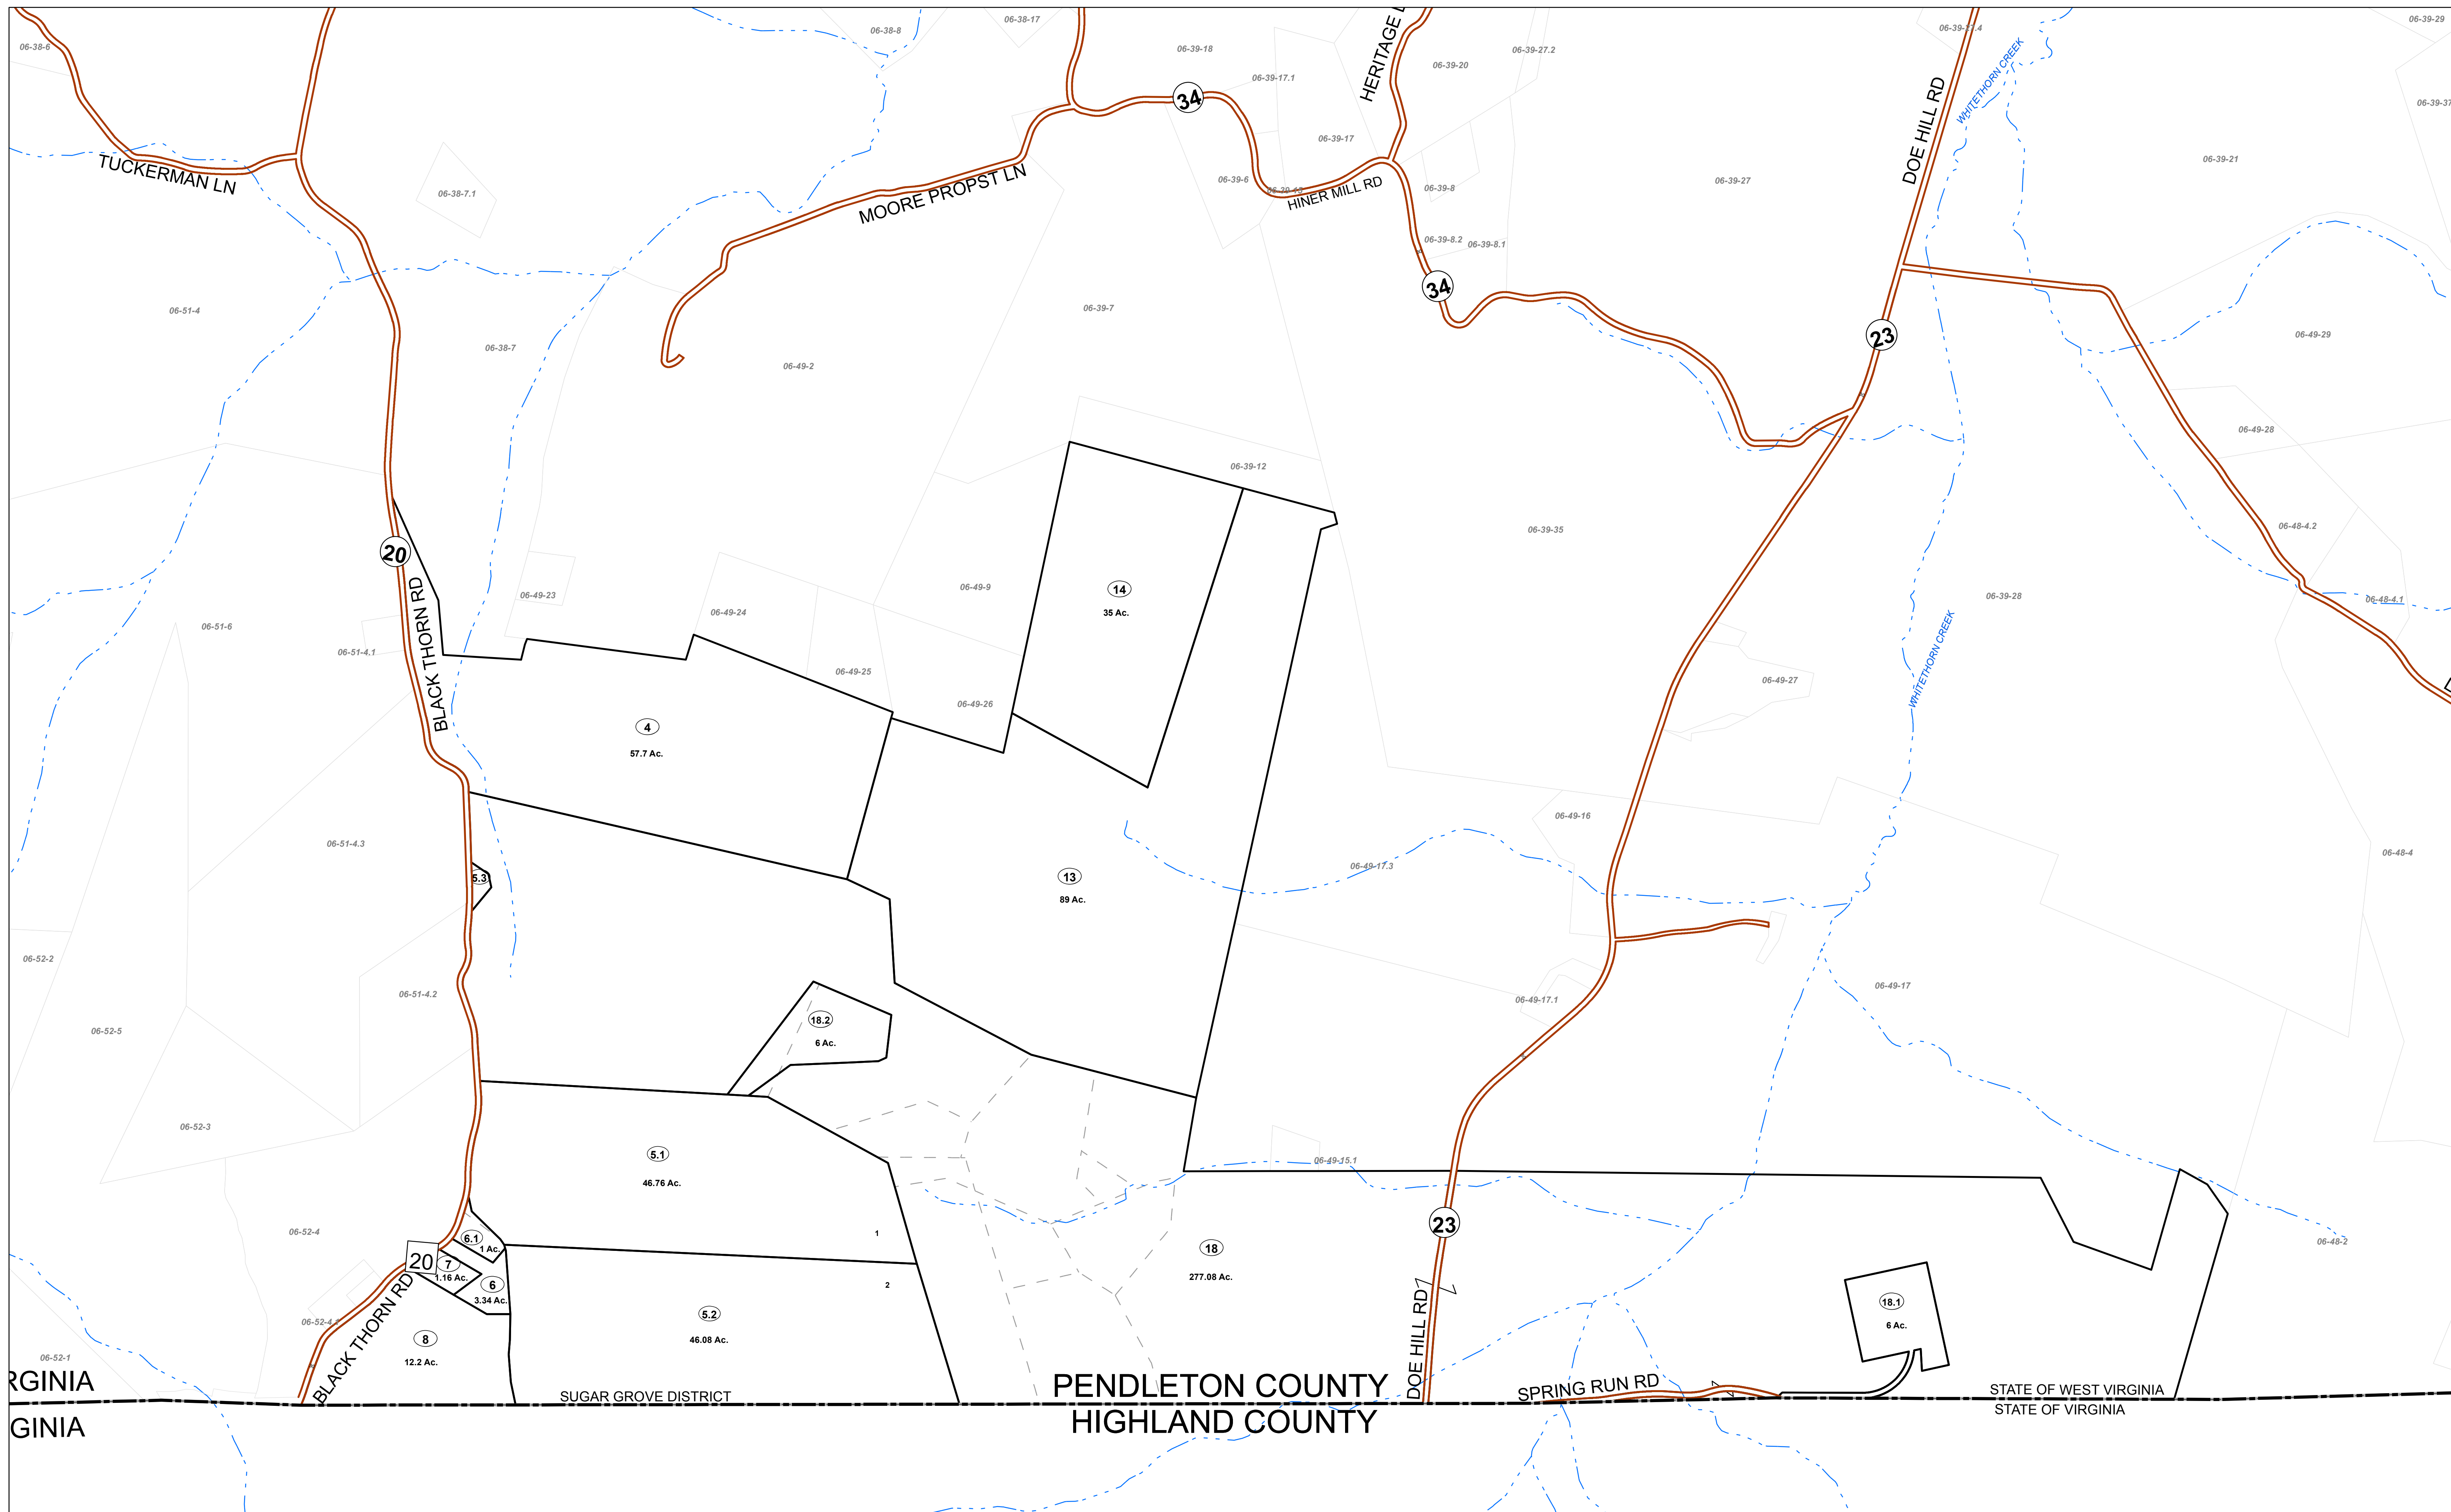 06-38-6
06-38-8
06-38-17
06-39-18
HERITAGE
06-39-27.2
06-39-20
06-39-17.1
06-39-29
WHITETHORN CREEK
06-39-37
34
DOE HILL RD
06-39-17
06-39-21
TUCKERMAN LN
06-38-7.1
MOORE PROPST LN
06-39-6
HINER MILL RD
06-39-8
06-39-27
06-39-8.2
06-39-8.1
34
06-51-4
06-39-7
23
06-49-29
06-38-7
06-49-2
06-49-28
06-39-12
20
06-39-35
06-48-4.2
BLACK THORN RD
06-49-23
06-49-24
06-49-9
14
35 Ac.
06-39-28
06-48-4.1
06-51-6
06-51-4.1
06-49-25
06-49-27
WHITETHORN CREEK
06-49-26
4
57.7 Ac.
06-49-16
06-51-4.3
06-48-4
5.3
13
89 Ac.
06-49-17.3
06-52-2
06-51-4.2
06-49-17
06-49-17.1
06-52-5
18.2
6 Ac.
06-52-3
5.1
46.76 Ac.
06-49-15.1
06-52-4
6.1
1 Ac.
1
23
06-48-2
20
7
1.16 Ac.
6
3.34 Ac.
2
18
277.08 Ac.
5.2
46.08 Ac.
18.1
6 Ac.
8
12.2 Ac.
06-52-1
BLACK THORN RD
DOE HILL RD
RGINIA
SUGAR GROVE DISTRICT
PENDLETON COUNTY
SPRING RUN RD
STATE OF WEST VIRGINIA
GINIA
HIGHLAND COUNTY
STATE OF VIRGINIA